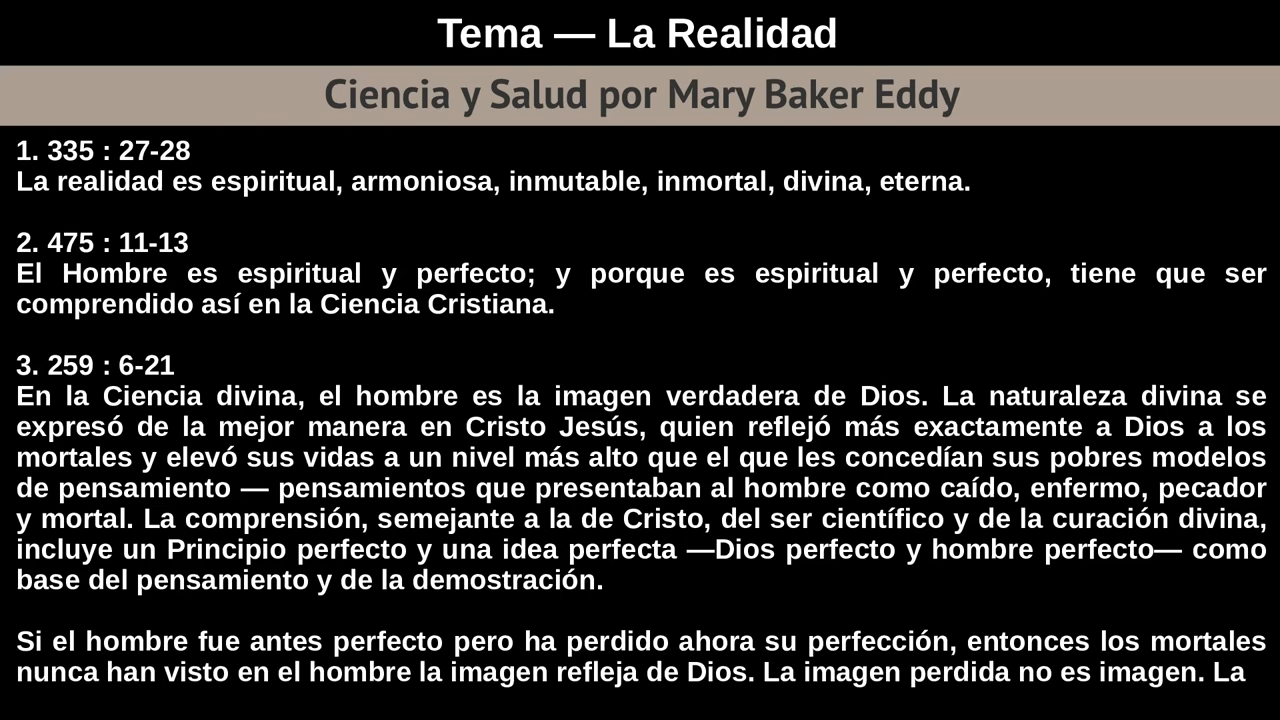 Tema — La Realidad
Ciencia y Salud por Mary Baker Eddy
1. 335 : 27-28
La realidad es espiritual, armoniosa, inmutable, inmortal, divina, eterna.
2. 475 : 11-13
El Hombre es espiritual y perfecto; y porque es espiritual y perfecto, tiene que ser
comprendido así en la Ciencia Cristiana.
3. 259 : 6-21
En la Ciencia divina, el hombre es la imagen verdadera de Dios. La naturaleza divina se
expresó de la mejor manera en Cristo Jesús, quien reflejó más exactamente a Dios a los
mortales y elevó sus vidas a un nivel más alto que el que les concedían sus pobres modelos
de pensamiento — pensamientos que presentaban al hombre como caído, enfermo, pecador
y mortal. La comprensión, semejante a la de Cristo, del ser científico y de la curación divina,
incluye un Principio perfecto y una idea perfecta —Dios perfecto y hombre perfecto— como
base del pensamiento y de la demostración.
Si el hombre fue antes perfecto pero ha perdido ahora su perfección, entonces los mortales
nunca han visto en el hombre la imagen refleja de Dios. La imagen perdida no es imagen. La